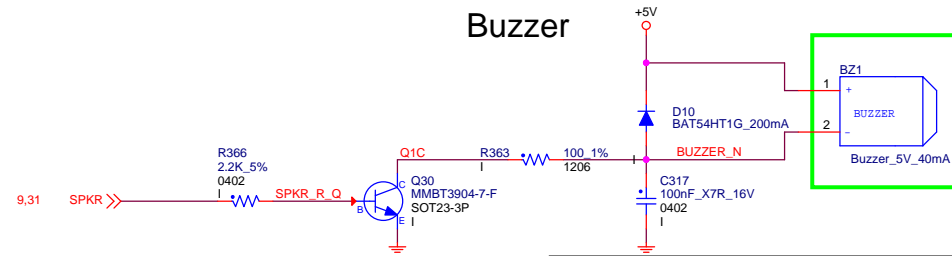 Buzzer
+5V
BZ1
1
+
BUZZER
2
-
Buzzer_5V_40mA
D10
BAT54HT1G_200mA
R366
2.2K_5%
0402
I
Q1C
R363
I
100_1%
1206
I
BUZZER_N
9,31
SPKR
SPKR_R_Q
B
C
E
Q30
MMBT3904-7-F
SOT23-3P
I
C317
100nF_X7R_16V
0402
I